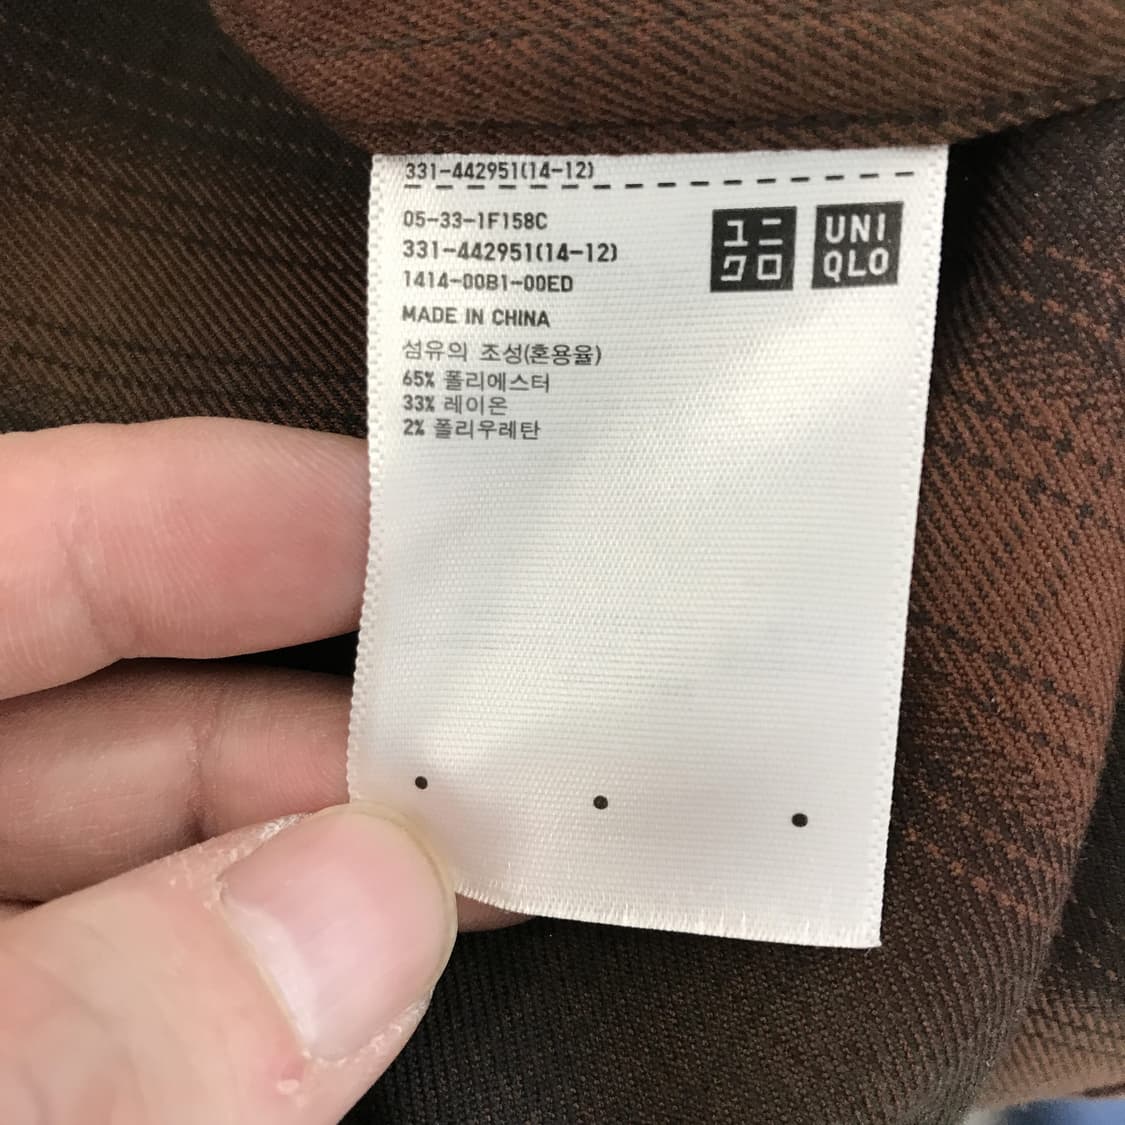 331-442951(14-12)
05-33-1F158C
331-442951(14-12)
1414-00B1-00ED
MADE IN CHINA
섬유의 조성(혼용율)
65% 폴리에스터
33% 레이온
2% 폴리우레탄
ユニ
クロ
UNI
QLO